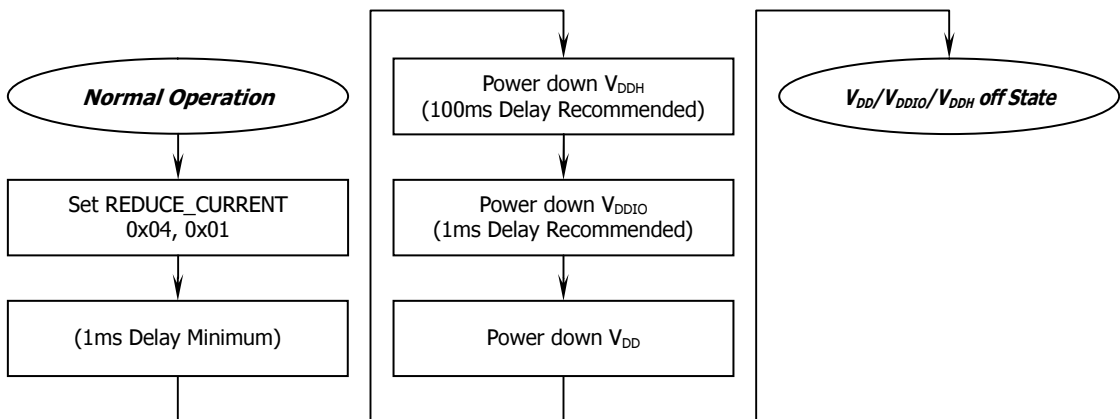 Normal Operation
Set REDUCE_CURRENT
0x04, 0x01
(1ms Delay Minimum)
Power down VDDH
(100ms Delay Recommended)
Power down VDDIO
(1ms Delay Recommended)
Power down VDD
VDD/VDDIO/VDDH off State